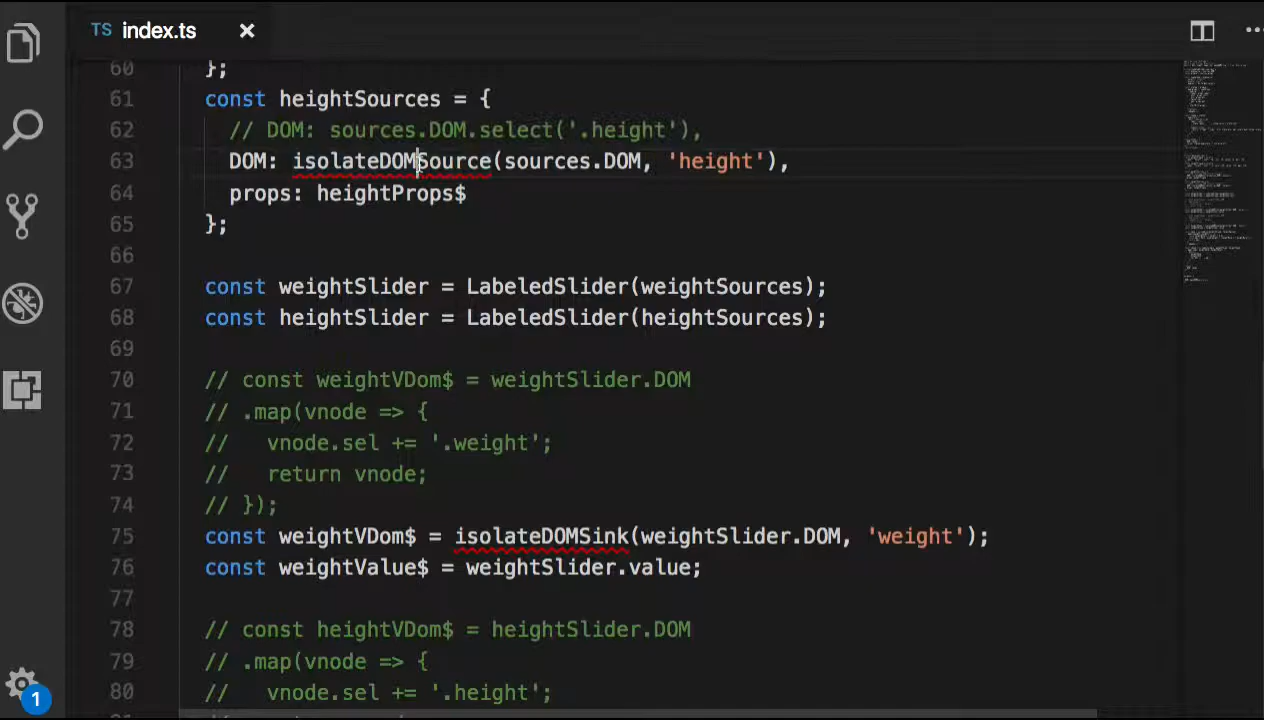 TS index.ts
60 };
61 const heightSources = {
62 // DOM: sources.DOM.select('.height'),
63 DOM: isolateDOMSource(sources.DOM, 'height'),
64 props: heightProps$
65 };
66
67 const weightSlider = LabeledSlider(weightSources);
68 const heightSlider = LabeledSlider(heightSources);
69
70 // const weightVDom$ = weightSlider.DOM
71 // .map(vnode => {
72 //   vnode.sel += '.weight';
73 //   return vnode;
74 // });
75 const weightVDom$ = isolateDOMSink(weightSlider.DOM, 'weight');
76 const weightValue$ = weightSlider.value;
77
78 // const heightVDom$ = heightSlider.DOM
79 // .map(vnode => {
80 //   vnode.sel += '.height';
1